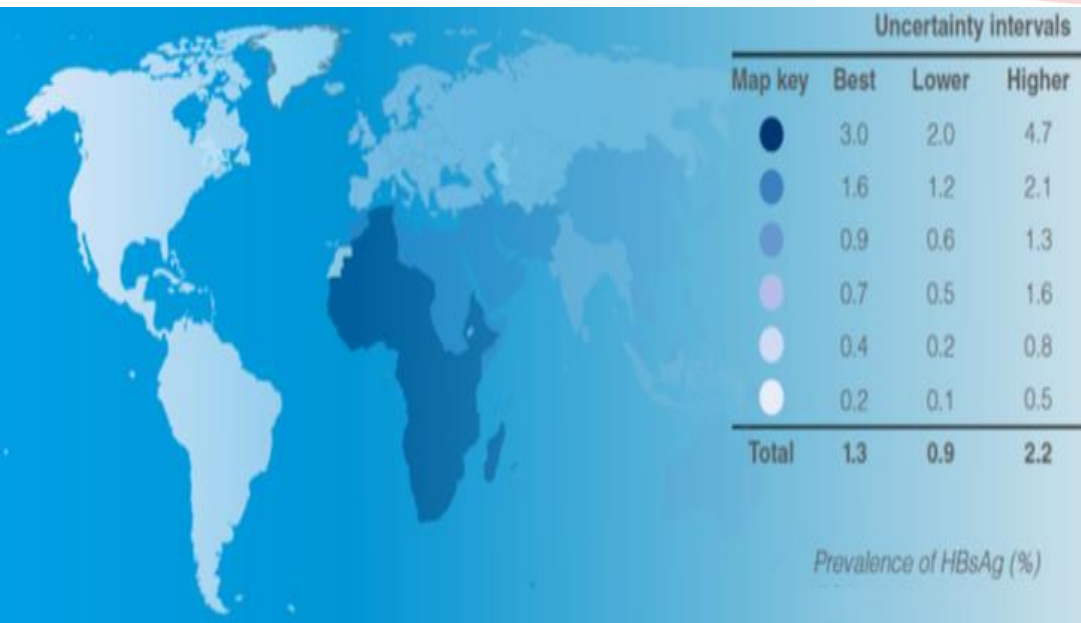 Uncertainty intervals
Map key Best Lower Higher
3.0 2.0 4.7
1.6 1.2 2.1
0.9 0.6 1.3
0.7 0.5 1.6
0.4 0.2 0.8
0.2 0.1 0.5
Total 1.3 0.9 2.2
Prevalence of HBsAg (%)